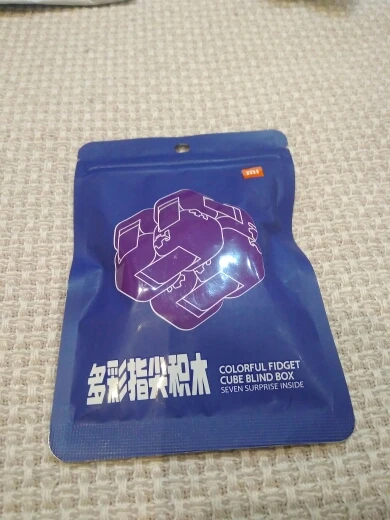 多彩指尖积木
COLORFUL FIDGET
CUBE BLIND BOX
SEVEN SURPRISE INSIDE